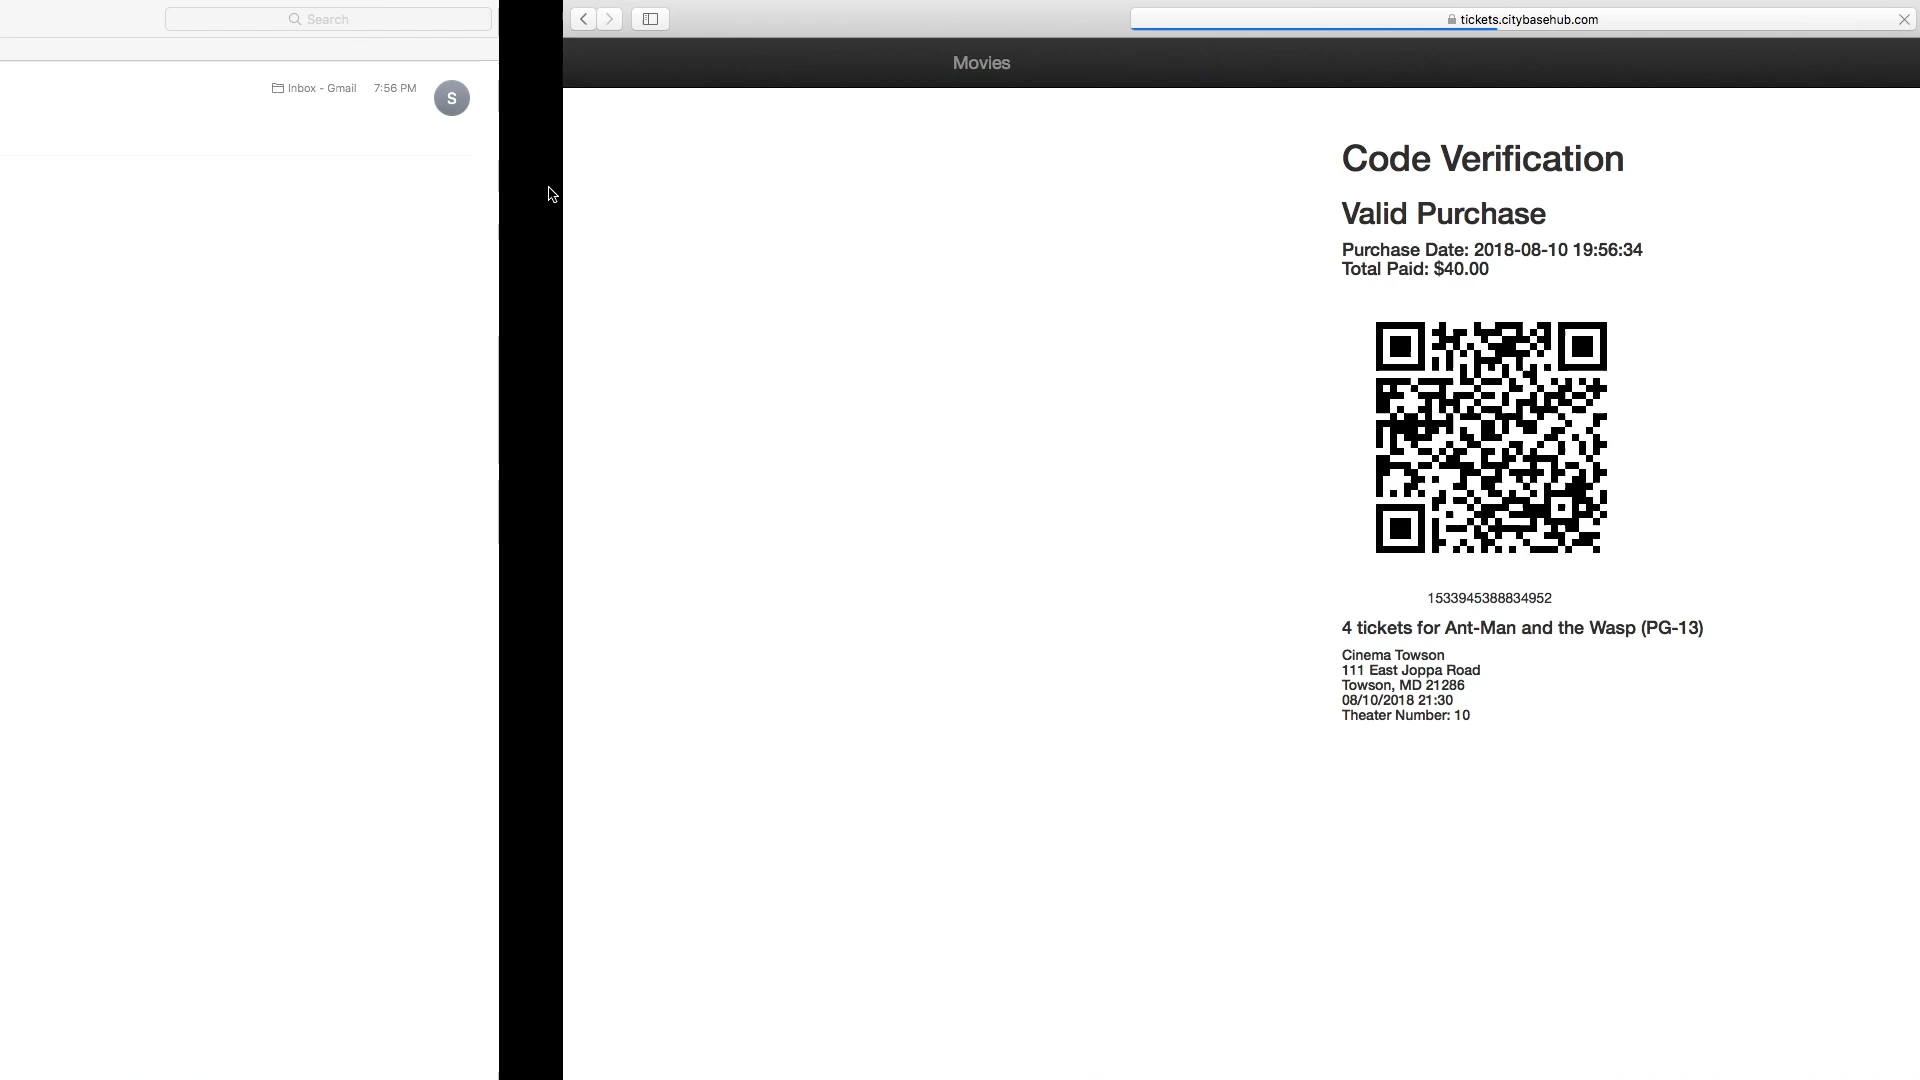 Search
Inbox - Gmail 7:56 PM
S
tickets.citybasehub.com
Movies
Code Verification
Valid Purchase
Purchase Date: 2018-08-10 19:56:34
Total Paid: $40.00
1533945388834952
4 tickets for Ant-Man and the Wasp (PG-13)
Cinema Towson
111 East Joppa Road
Towson, MD 21286
08/10/2018 21:30
Theater Number: 10